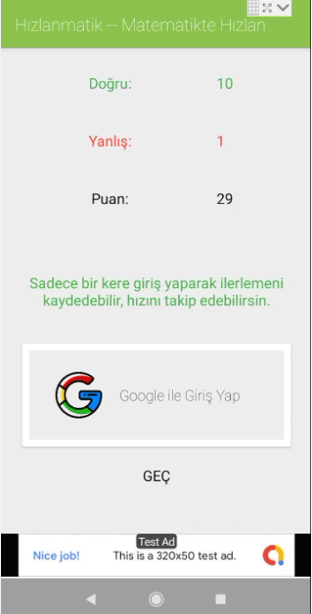 Hızlanmatik -- Matematikte Hızlan
Doğru: 10
Yanlış: 1
Puan: 29
Sadece bir kere giriş yaparak ilerlemeni
kaydedebilir, hızını takip edebilirsin.
Google ile Giriş Yap
GEÇ
Test Ad
Nice job! This is a 320x50 test ad.